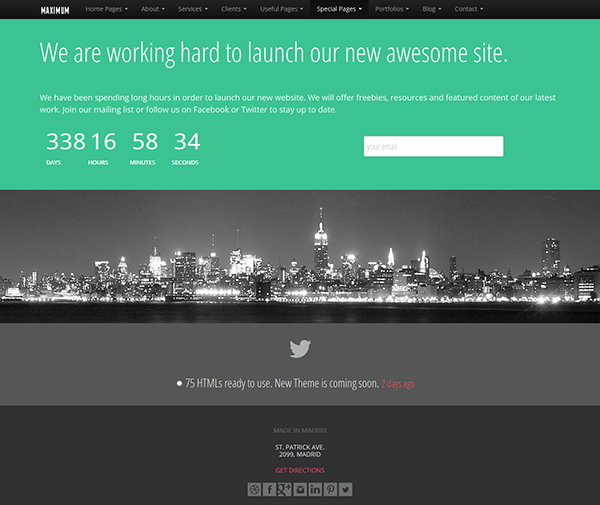 MAXIMUM Home Pages About Services Clients Useful Pages Special Pages Portfolios Blog Contact
We are working hard to launch our new awesome site.
We have been spending long hours in order to launch our new website. We will offer freebies, resources and featured content of our latest
work. Join our mailing list or follow us on Facebook or Twitter to stay up to date.
338 16 58 34
DAYS HOURS MINUTES SECONDS
your email
75 HTMLs ready to use. New Theme is coming soon. 2 days ago
MADE IN MADRID
ST. PATRICK AVE.
2099, MADRID
GET DIRECTIONS